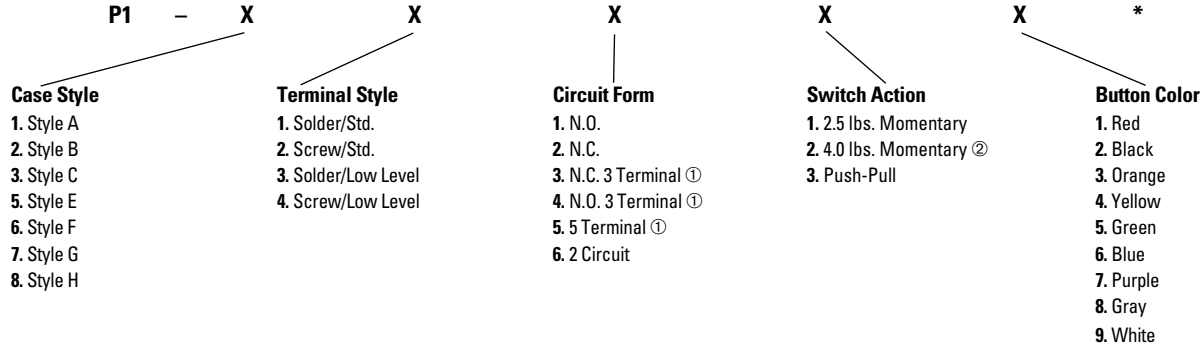 P1 – X X X X X *
Case Style
1. Style A
2. Style B
3. Style C
5. Style E
6. Style F
7. Style G
8. Style H
Terminal Style
1. Solder/Std.
2. Screw/Std.
3. Solder/Low Level
4. Screw/Low Level
Circuit Form
1. N.O.
2. N.C.
3. N.C. 3 Terminal ①
4. N.O. 3 Terminal ①
5. 5 Terminal ①
6. 2 Circuit
Switch Action
1. 2.5 lbs. Momentary
2. 4.0 lbs. Momentary ②
3. Push-Pull
Button Color
1. Red
2. Black
3. Orange
4. Yellow
5. Green
6. Blue
7. Purple
8. Gray
9. White